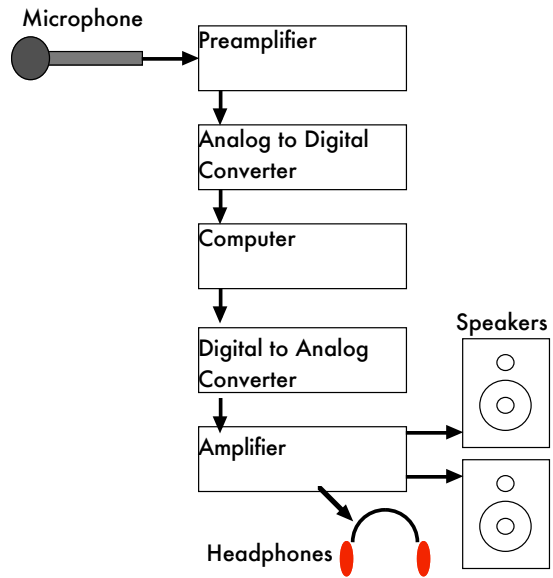 Microphone
Preamplifier
Analog to Digital
Converter
Computer
Digital to Analog
Converter
Speakers
Amplifier
Headphones